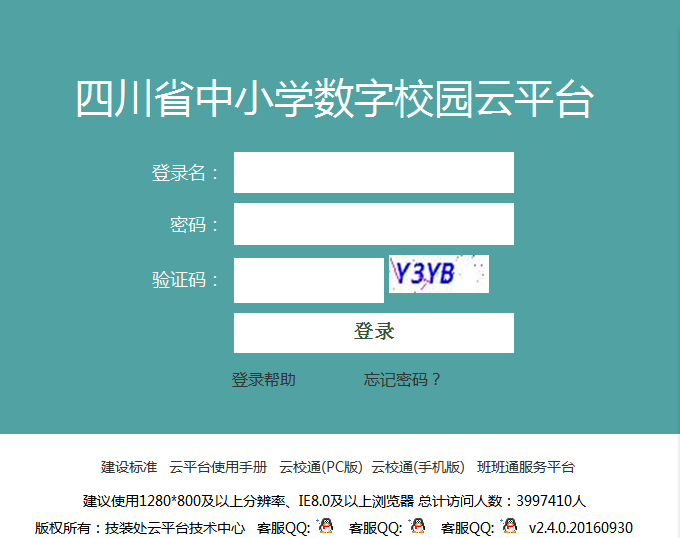 四川省中小学数字校园云平台
登录名：
密码：
验证码： Y3YB
登录
登录帮助 忘记密码？
建设标准 云平台使用手册 云校通(PC版) 云校通(手机版) 班班通服务平台
建议使用1280*800及以上分辨率、IE8.0及以上浏览器 总计访问人数：3997410人
版权所有：技装处云平台技术中心 客服QQ: 客服QQ: 客服QQ: v2.4.0.20160930